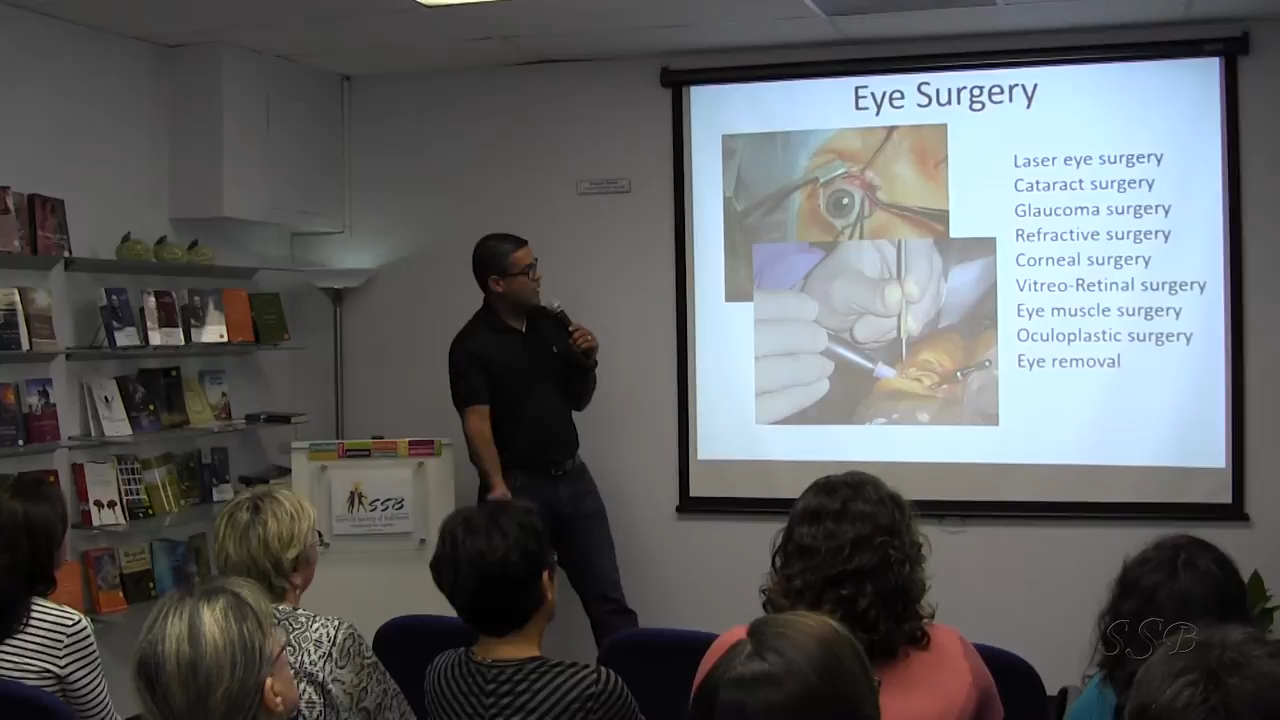 Eye Surgery
Laser eye surgery
Cataract surgery
Glaucoma surgery
Refractive surgery
Corneal surgery
Vitreo-Retinal surgery
Eye muscle surgery
Oculoplastic surgery
Eye removal
SSB
SSB